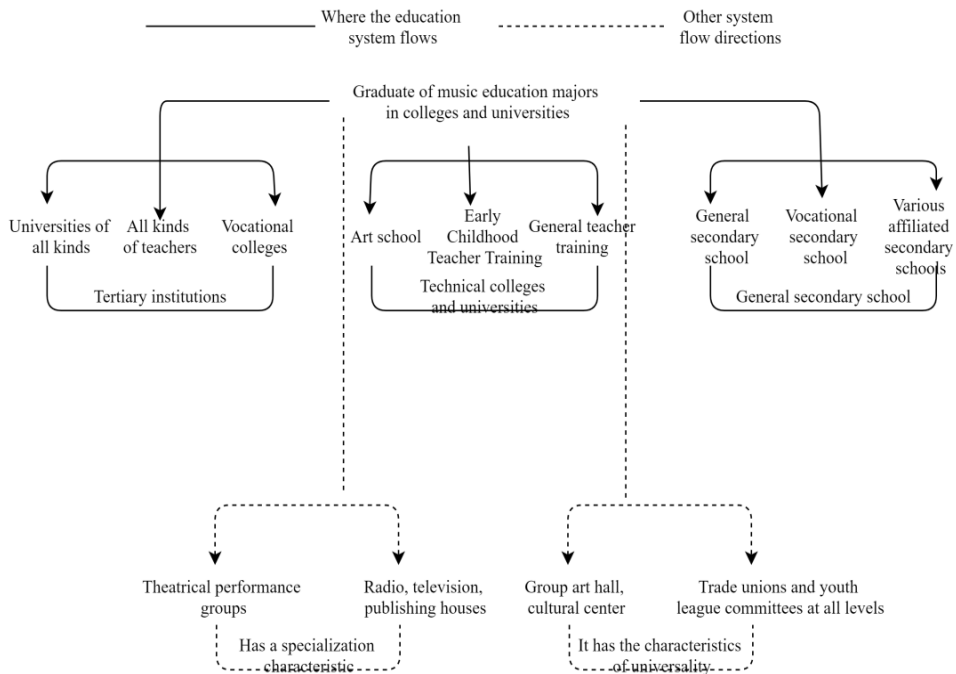 Where the education
system flows
Other system
flow directions
Graduate of music education majors
in colleges and universities
Universities of
all kinds
All kinds
of teachers
Vocational
colleges
Tertiary institutions
Art school
Early
Childhood
Teacher Training
General teacher
training
Technical colleges
and universities
General
secondary
school
Vocational
secondary
school
Various
affiliated
secondary
schools
General secondary school
Theatrical performance
groups
Radio, television,
publishing houses
Has a specialization
characteristic
Group art hall,
cultural center
Trade unions and youth
league committees at all levels
It has the characteristics
of universality